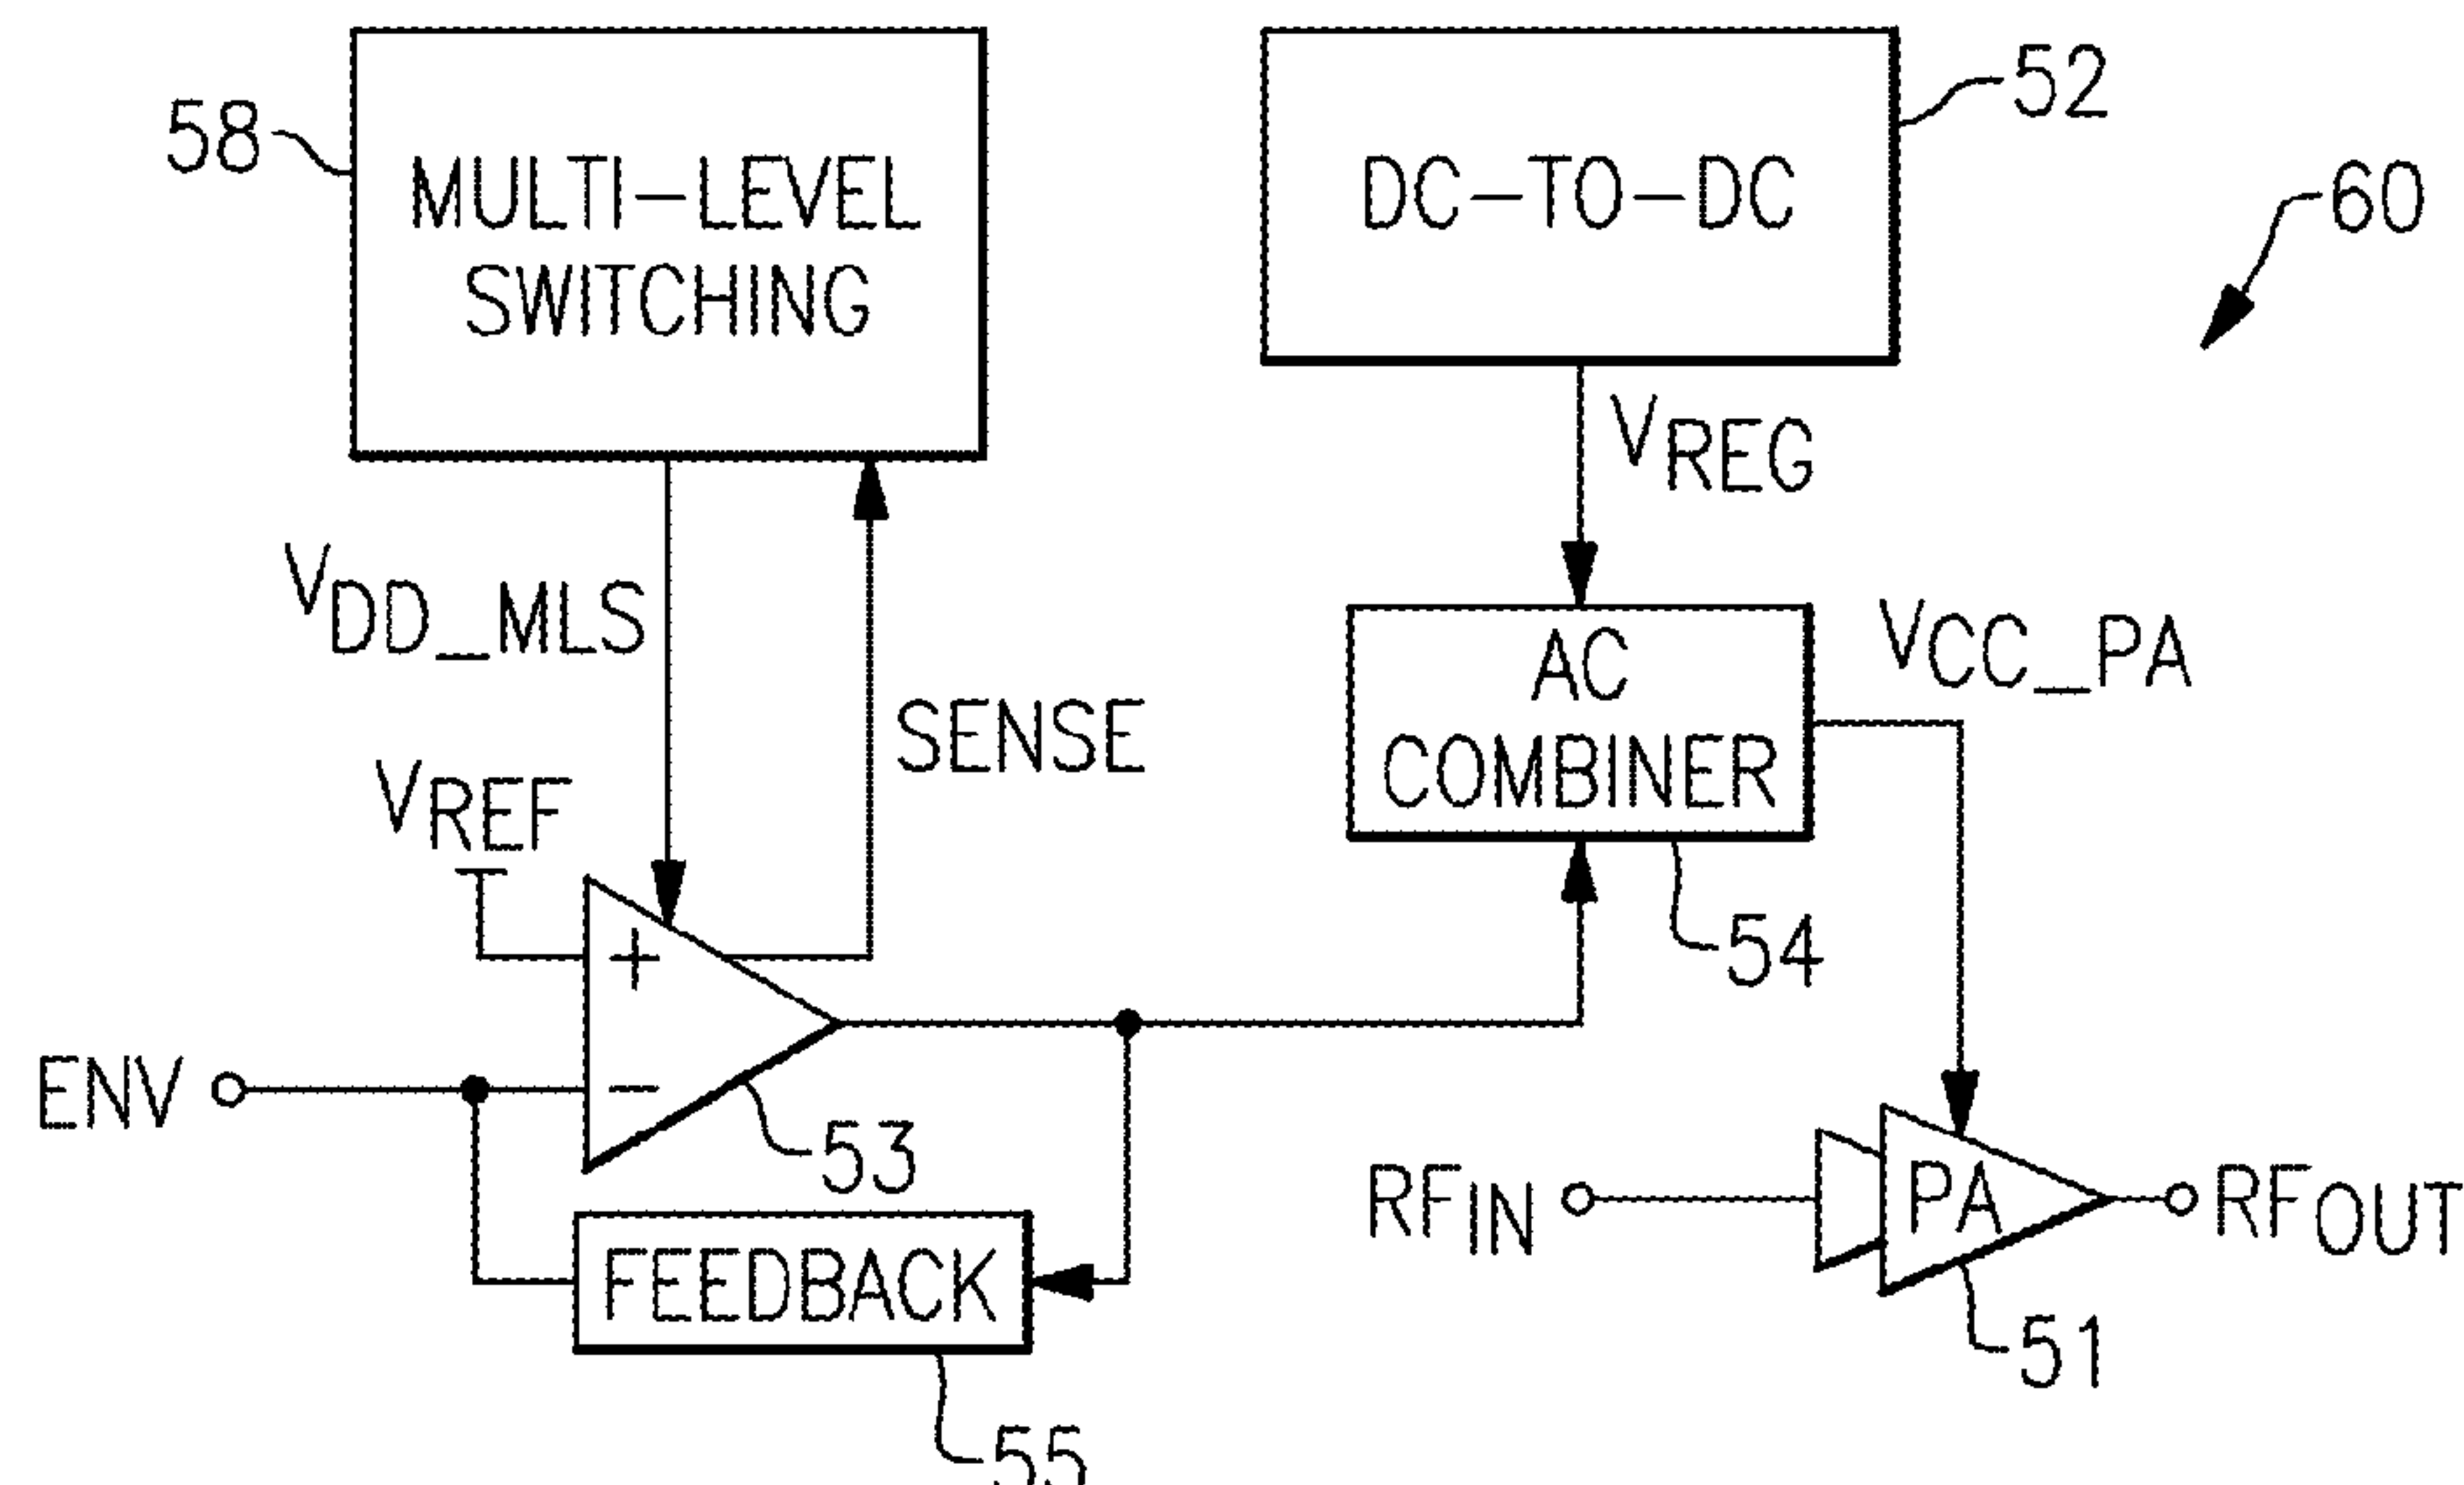 58
MULTI-LEVEL
SWITCHING
DC-TO-DC
52
60
VREG
VDD_MLS
SENSE
AC
COMBINER
VCC_PA
VREF
54
+
ENV
−
53
RFIN
PA
RFOUT
FEEDBACK
51
55